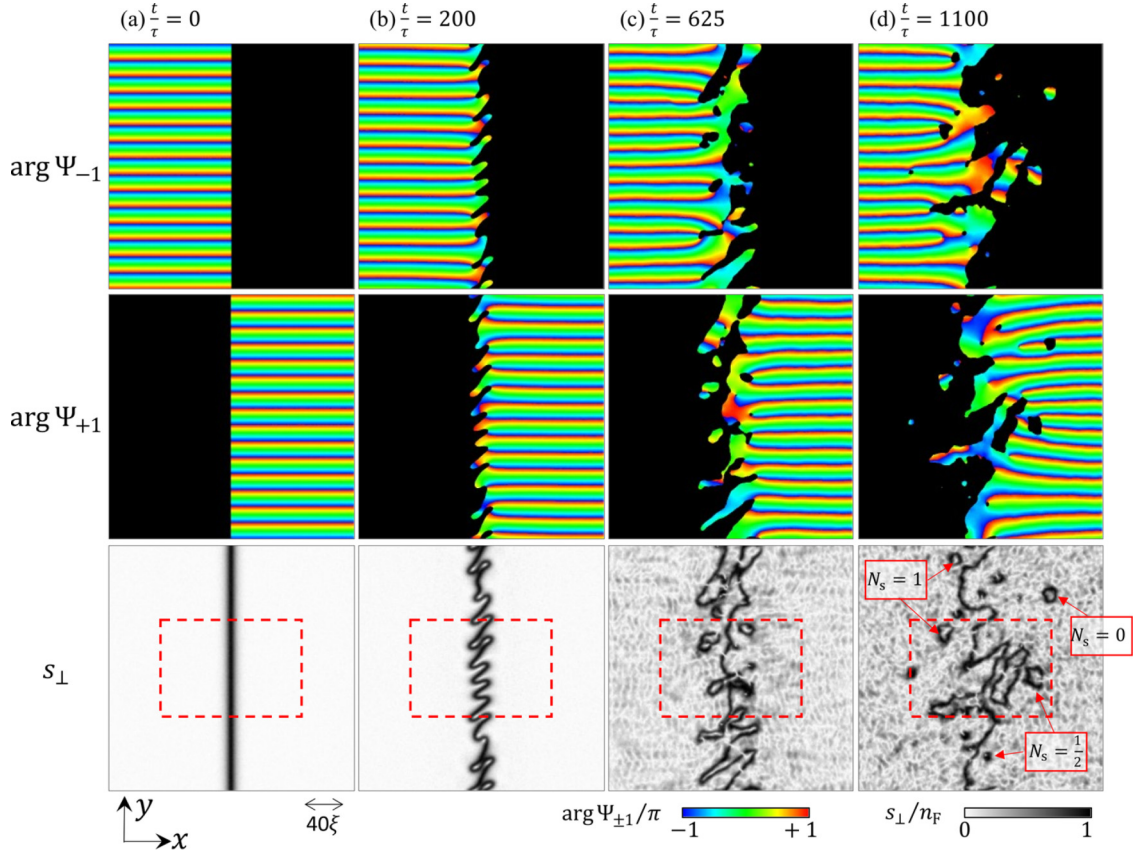 (a) t/τ = 0
(b) t/τ = 200
(c) t/τ = 625
(d) t/τ = 1100
arg Ψ₋₁
arg Ψ₊₁
s⊥
Nₛ = 1
Nₛ = 0
Nₛ = 1/2
y
x
40ξ
arg Ψ±₁/π
−1
+1
s⊥/n_F
0
1